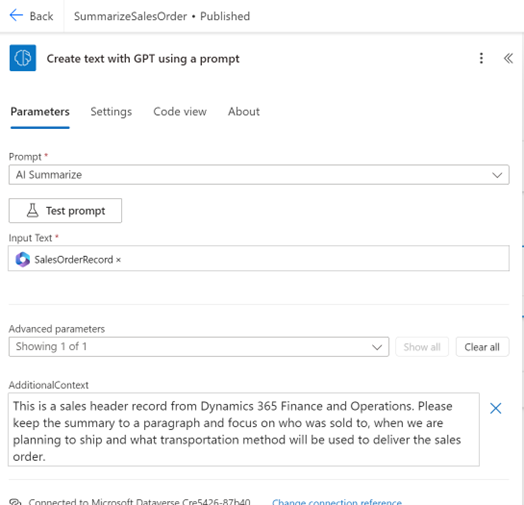 Back SummarizeSalesOrder • Published
Create text with GPT using a prompt
Parameters Settings Code view About
Prompt *
AI Summarize
Test prompt
Input Text *
SalesOrderRecord ×
Advanced parameters
Showing 1 of 1 Show all Clear all
AdditionalContext
This is a sales header record from Dynamics 365 Finance and Operations. Please
keep the summary to a paragraph and focus on who was sold to, when we are
planning to ship and what transportation method will be used to deliver the sales
order.
Connected to Microsoft Dataverse Cre5426-87b40 Change connection reference